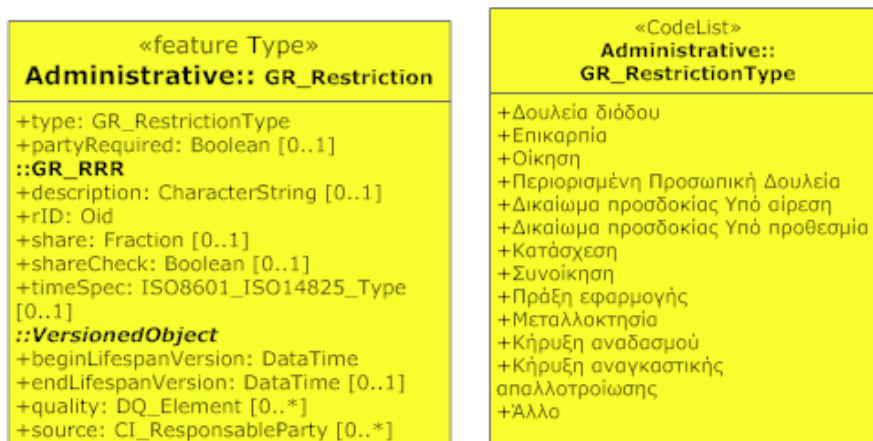 «feature Type»
Administrative:: GR_Restriction
+type: GR_RestrictionType
+partyRequired: Boolean [0..1]
::GR_RRR
+description: CharacterString [0..1]
+rID: Oid
+share: Fraction [0..1]
+shareCheck: Boolean [0..1]
+timeSpec: ISO8601_ISO14825_Type
[0..1]
::VersionedObject
+beginLifespanVersion: DataTime
+endLifespanVersion: DataTime [0..1]
+quality: DQ_Element [0..*]
+source: CI_ResponsableParty [0..*]
«CodeList»
Administrative::
GR_RestrictionType
+Δουλεία διόδου
+Επικαρπία
+Οίκηση
+Περιορισμένη Προσωπική Δουλεία
+Δικαίωμα προσδοκίας Υπό αίρεση
+Δικαίωμα προσδοκίας Υπό προθεσμία
+Κατάσχεση
+Συνοίκηση
+Πράξη εφαρμογής
+Μεταλλοκτησία
+Κήρυξη αναδασμού
+Κήρυξη αναγκαστικής
απαλλοτροίωσης
+Άλλο